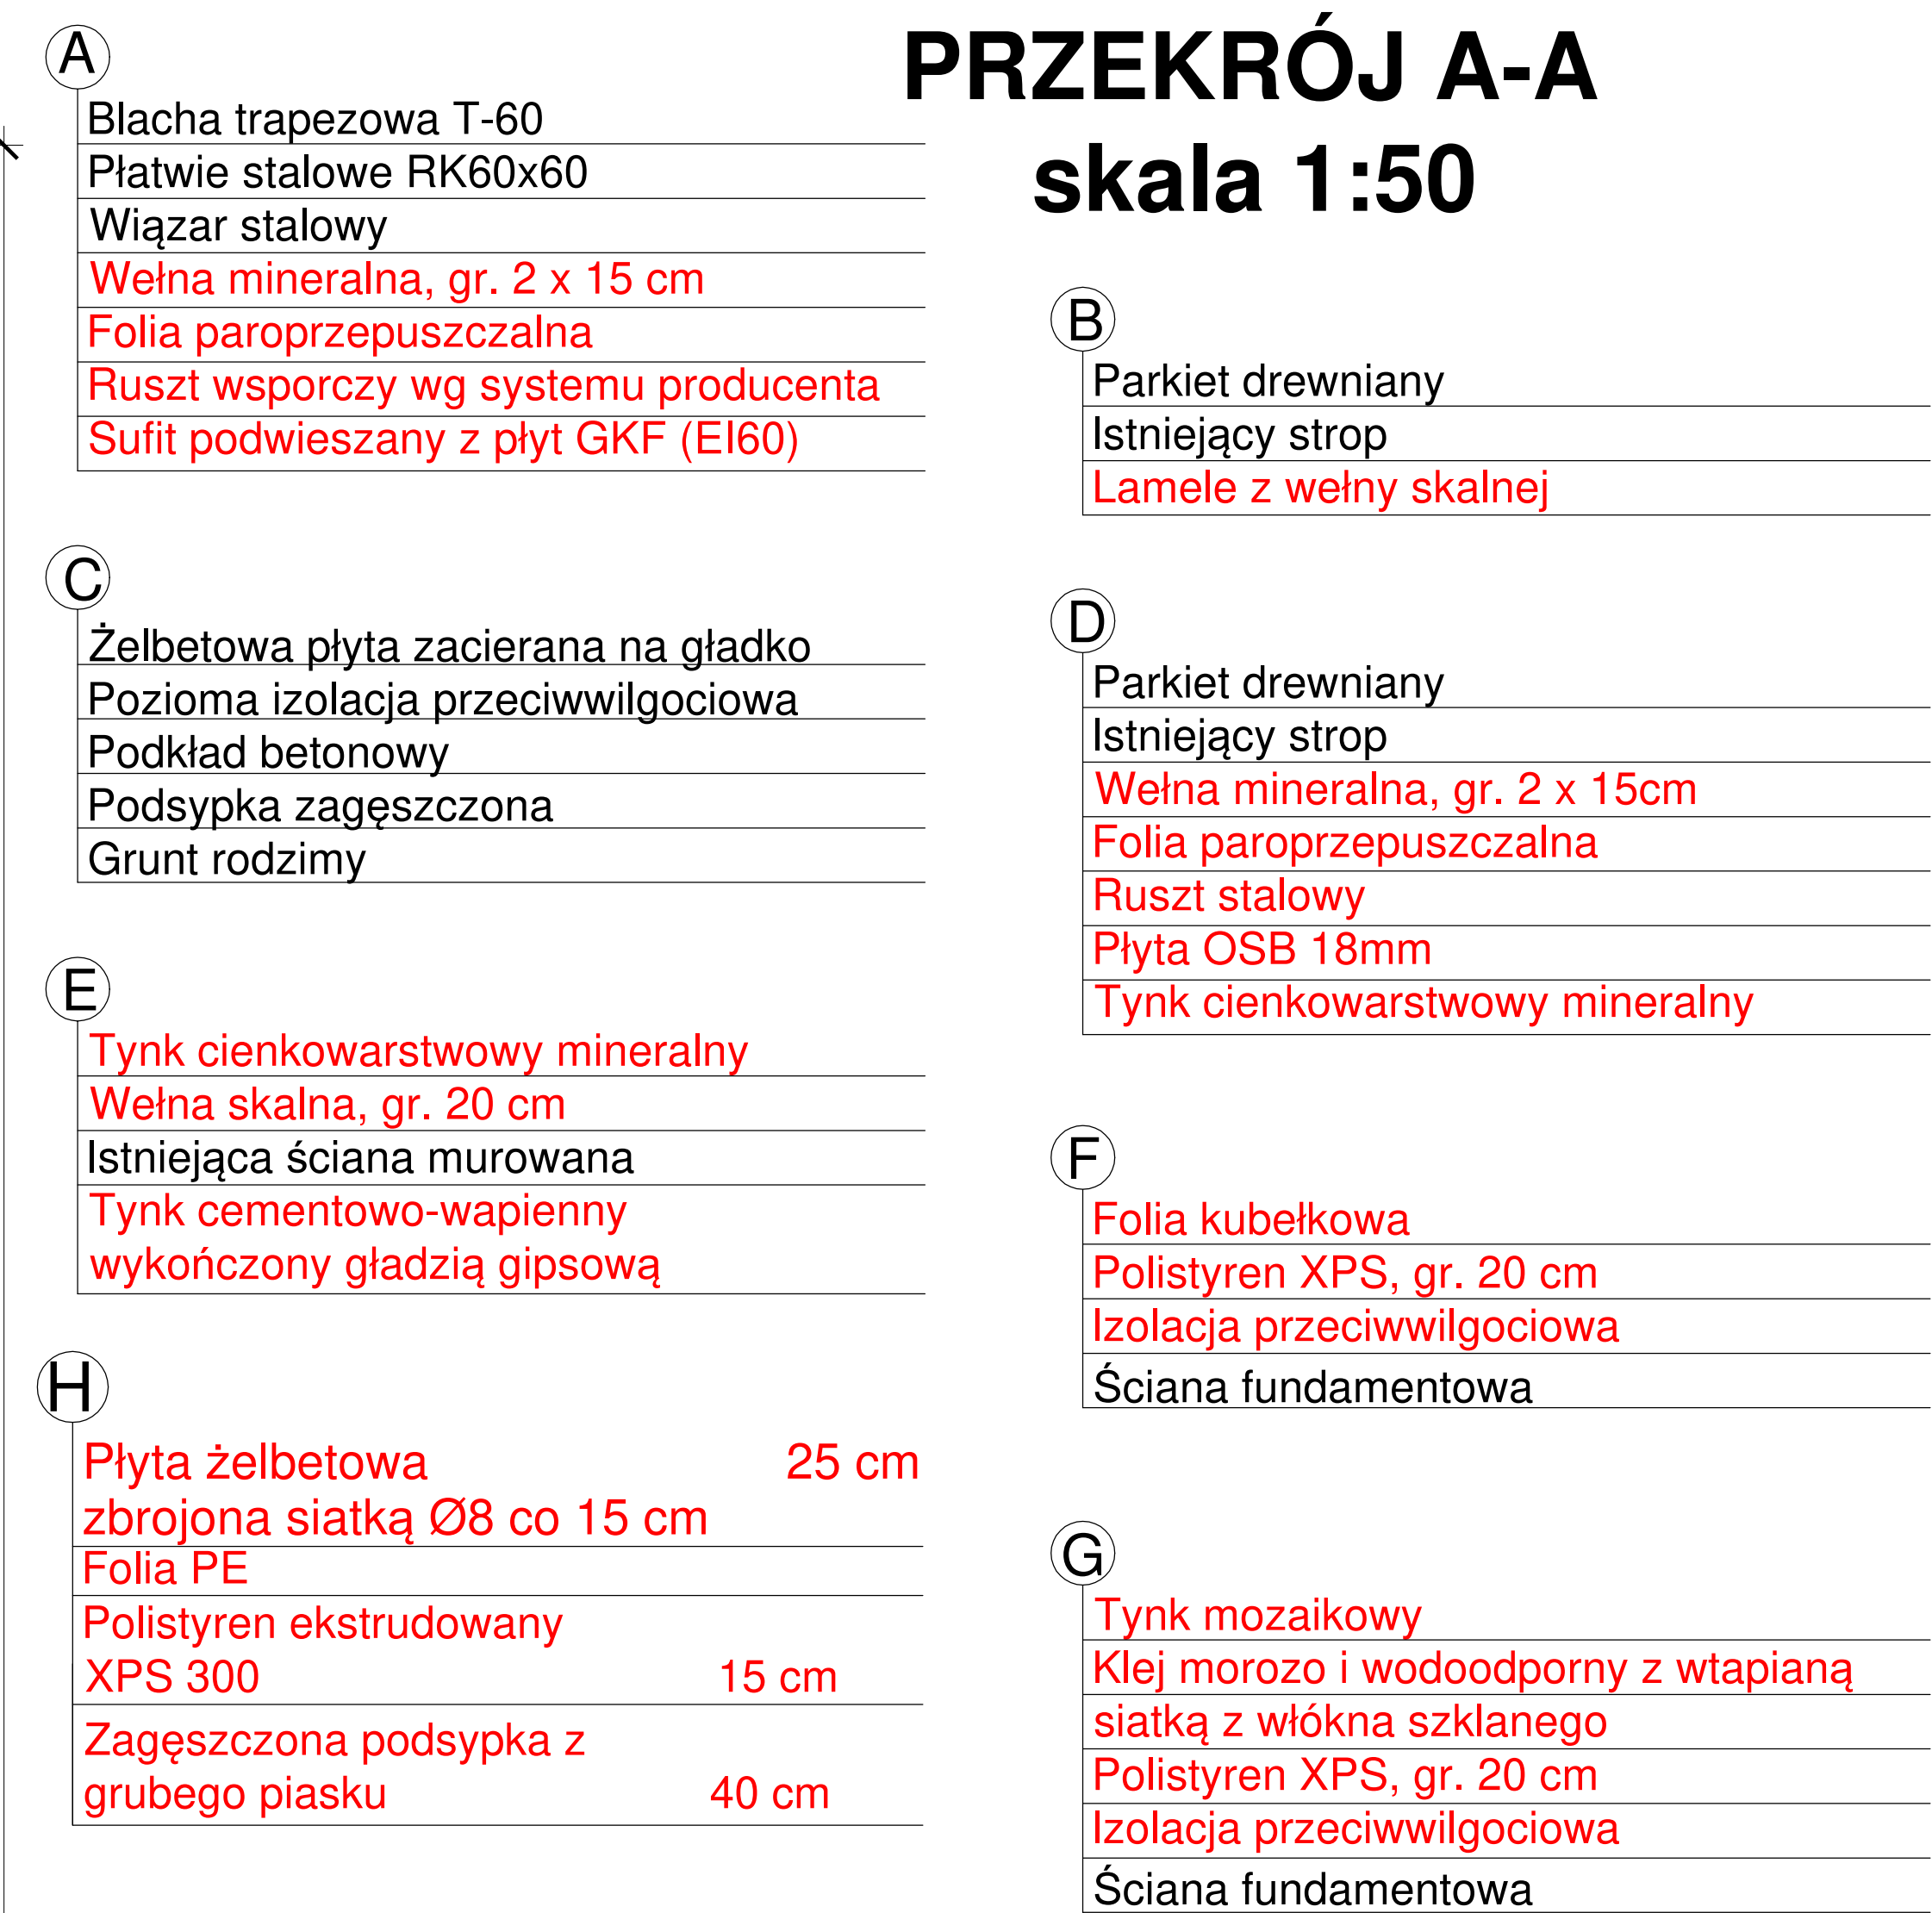 PRZEKRÓJ A-A
skala 1:50
A
Blacha trapezowa T-60
Płatwie stalowe RK60x60
Wiązar stalowy
Wełna mineralna, gr. 2 x 15 cm
Folia paroprzepuszczalna
Ruszt wsporczy wg systemu producenta
Sufit podwieszany z płyt GKF (EI60)
B
Parkiet drewniany
Istniejący strop
Lamele z wełny skalnej
C
Żelbetowa płyta zacierana na gładko
Pozioma izolacja przeciwwilgociowa
Podkład betonowy
Podsypka zagęszczona
Grunt rodzimy
D
Parkiet drewniany
Istniejący strop
Wełna mineralna, gr. 2 x 15cm
Folia paroprzepuszczalna
Ruszt stalowy
Płyta OSB 18mm
Tynk cienkowarstwowy mineralny
E
Tynk cienkowarstwowy mineralny
Wełna skalna, gr. 20 cm
Istniejąca ściana murowana
Tynk cementowo-wapienny
wykończony gładzią gipsową
F
Folia kubełkowa
Polistyren XPS, gr. 20 cm
Izolacja przeciwwilgociowa
Ściana fundamentowa
H
Płyta żelbetowa 25 cm
zbrojona siatką Ø8 co 15 cm
Folia PE
Polistyren ekstrudowany
XPS 300 15 cm
Zagęszczona podsypka z
grubego piasku 40 cm
G
Tynk mozaikowy
Klej morozo i wodoodporny z wtapianą
siatką z włókna szklanego
Polistyren XPS, gr. 20 cm
Izolacja przeciwwilgociowa
Ściana fundamentowa